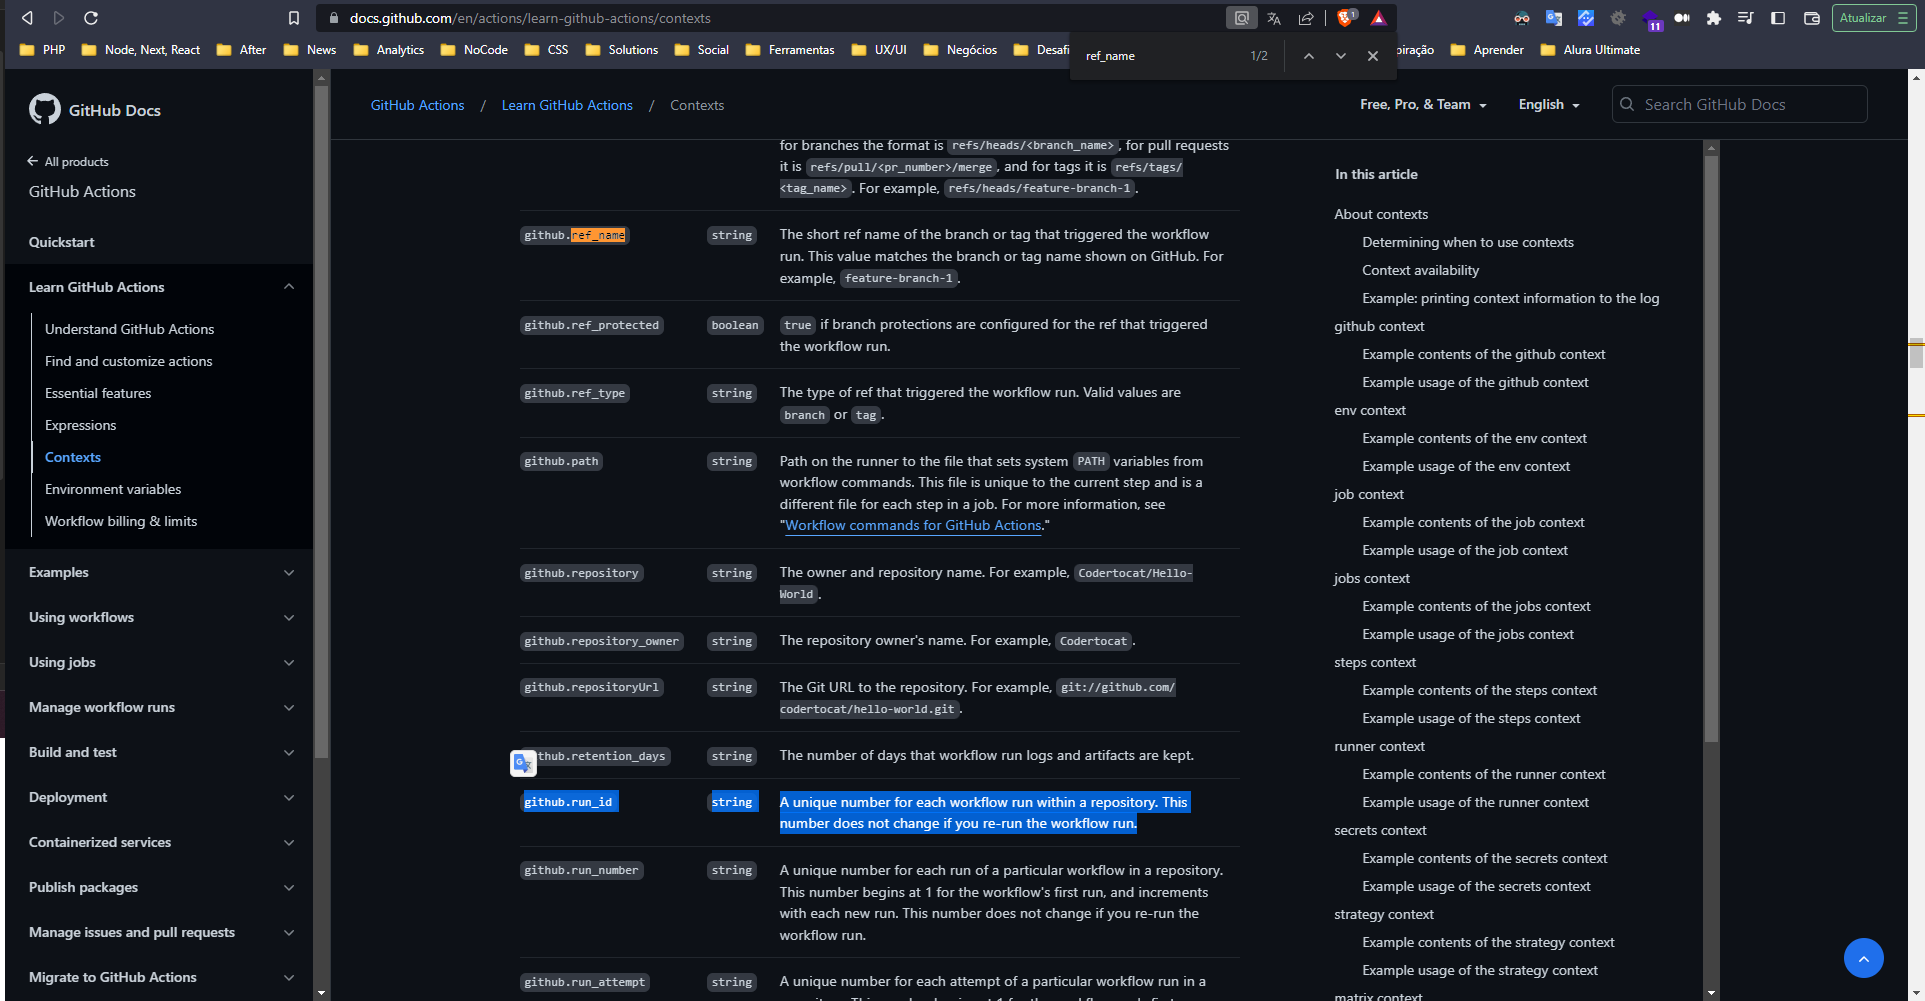 docs.github.com/en/actions/learn-github-actions/contexts
1
11
Atualizar
PHP
Node, Next, React
After
News
Analytics
NoCode
CSS
Solutions
Social
Ferramentas
UX/UI
Negócios
Desafi
piração
Aprender
Alura Ultimate
ref_name
1/2
GitHub Docs
All products
GitHub Actions
Quickstart
Learn GitHub Actions
Understand GitHub Actions
Find and customize actions
Essential features
Expressions
Contexts
Environment variables
Workflow billing & limits
Examples
Using workflows
Using jobs
Manage workflow runs
Build and test
Deployment
Containerized services
Publish packages
Manage issues and pull requests
Migrate to GitHub Actions
GitHub Actions / Learn GitHub Actions / Contexts
Free, Pro, & Team
English
Search GitHub Docs
for branches the format is refs/heads/<branch_name>, for pull requests
it is refs/pull/<pr_number>/merge, and for tags it is refs/tags/
<tag_name>. For example, refs/heads/feature-branch-1.
github.ref_name string The short ref name of the branch or tag that triggered the workflow
run. This value matches the branch or tag name shown on GitHub. For
example, feature-branch-1.
github.ref_protected boolean true if branch protections are configured for the ref that triggered
the workflow run.
github.ref_type string The type of ref that triggered the workflow run. Valid values are
branch or tag.
github.path string Path on the runner to the file that sets system PATH variables from
workflow commands. This file is unique to the current step and is a
different file for each step in a job. For more information, see
"Workflow commands for GitHub Actions."
github.repository string The owner and repository name. For example, Codertocat/Hello-
World.
github.repository_owner string The repository owner's name. For example, Codertocat.
github.repositoryUrl string The Git URL to the repository. For example, git://github.com/
codertocat/hello-world.git.
thub.retention_days string The number of days that workflow run logs and artifacts are kept.
github.run_id string A unique number for each workflow run within a repository. This
number does not change if you re-run the workflow run.
github.run_number string A unique number for each run of a particular workflow in a repository.
This number begins at 1 for the workflow's first run, and increments
with each new run. This number does not change if you re-run the
workflow run.
github.run_attempt string A unique number for each attempt of a particular workflow run in a
In this article
About contexts
Determining when to use contexts
Context availability
Example: printing context information to the log
github context
Example contents of the github context
Example usage of the github context
env context
Example contents of the env context
Example usage of the env context
job context
Example contents of the job context
Example usage of the job context
jobs context
Example contents of the jobs context
Example usage of the jobs context
steps context
Example contents of the steps context
Example usage of the steps context
runner context
Example contents of the runner context
Example usage of the runner context
secrets context
Example contents of the secrets context
Example usage of the secrets context
strategy context
Example contents of the strategy context
Example usage of the strategy context
matrix context